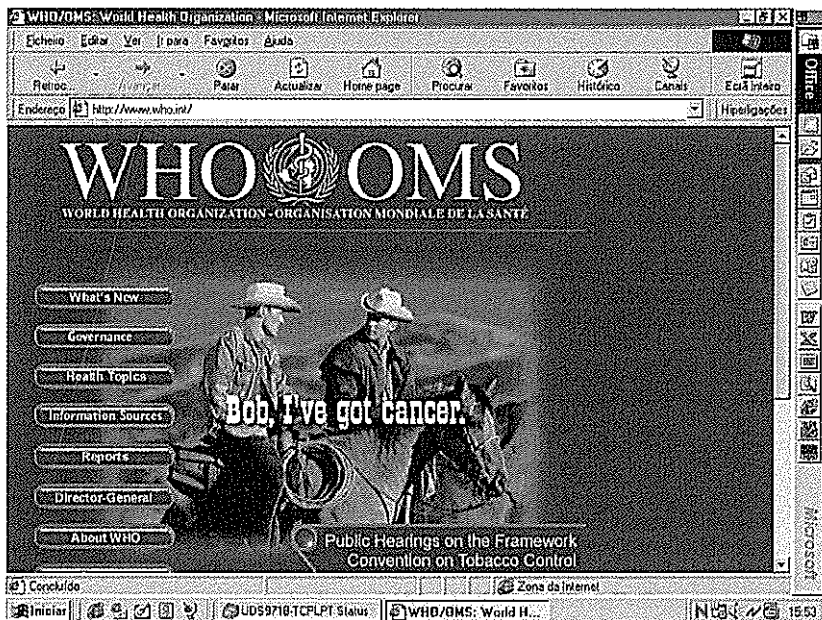 WHO/OMS: World Health Organization - Microsoft Internet Explorer
Ficheiro Editar Ver Ir para Favoritos Ajuda
Retroc. Avançar Parar Actualizar Home page Procurar Favoritos Histórico Canais Ecrã Inteiro
Endereço http://www.who.int/ Hiperligações
Office
WHO OMS
WORLD HEALTH ORGANIZATION - ORGANISATION MONDIALE DE LA SANTÉ
What's New
Governance
Health Topics
Information Sources
Reports
Director-General
About WHO
Bob, I've got cancer.
Public Hearings on the Framework
Convention on Tobacco Control
Microsoft
Concluído Zona da Internet
Iniciar UDS9718.TCPLPT Status WHO/OMS: World H... 15:53